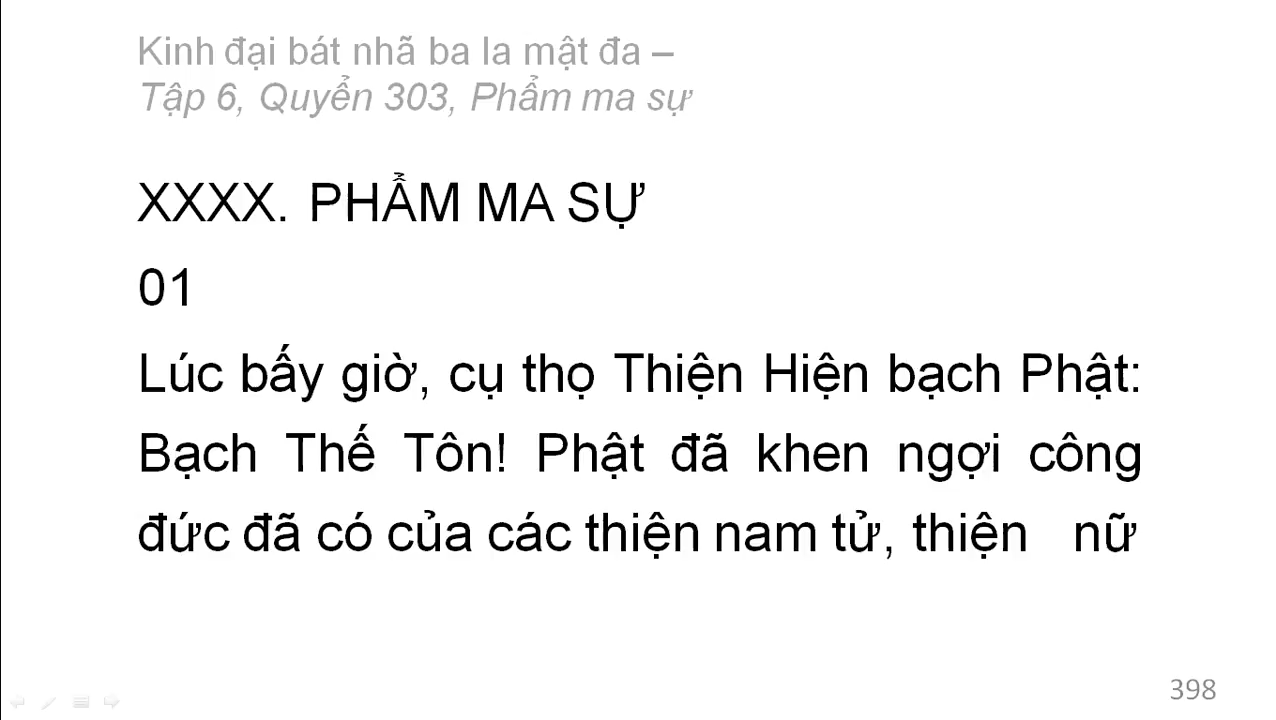 Kinh đại bát nhã ba la mật đa –
Tập 6, Quyển 303, Phẩm ma sự
XXXX. PHẨM MA SỰ
01
Lúc bấy giờ, cụ thọ Thiện Hiện bạch Phật:
Bạch Thế Tôn! Phật đã khen ngợi công
đức đã có của các thiện nam tử, thiện nữ
398